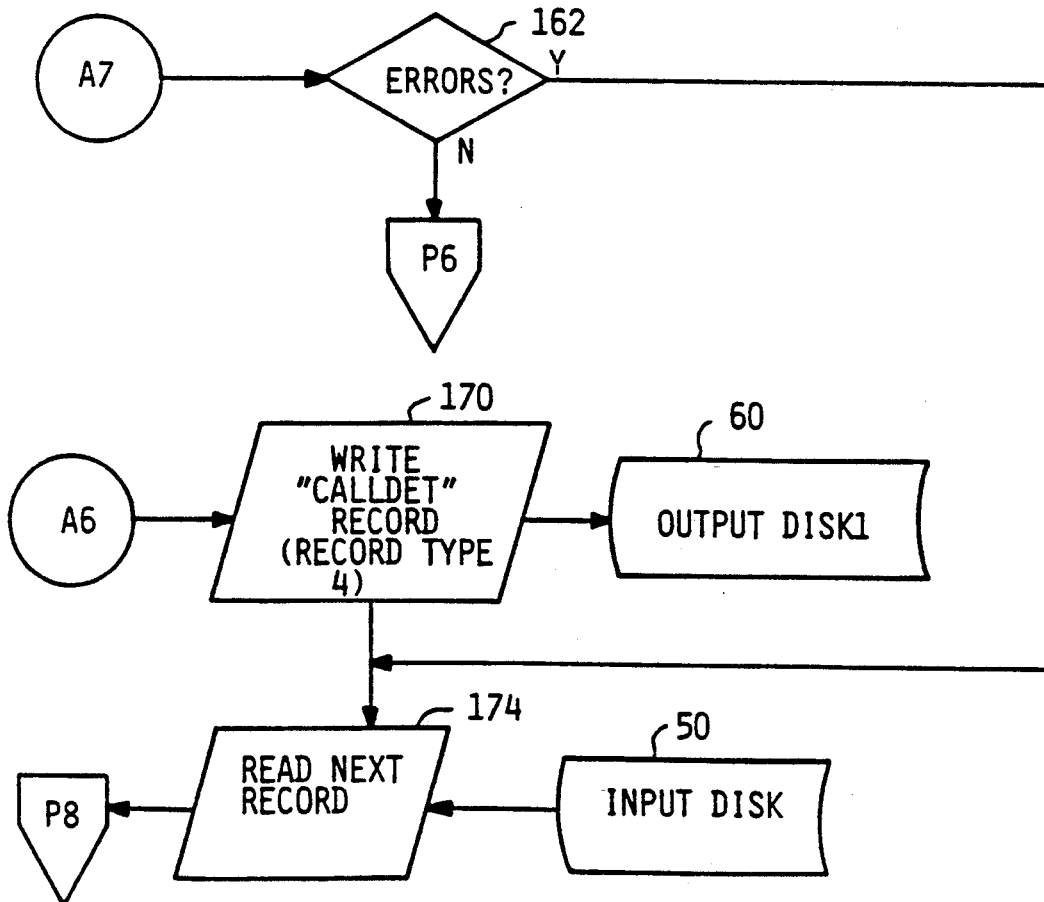 162
A7
ERRORS?
Y
N
P6
170
60
WRITE
"CALLDET"
RECORD
(RECORD TYPE
4)
A6
OUTPUT DISK1
174
50
READ NEXT
RECORD
INPUT DISK
P8